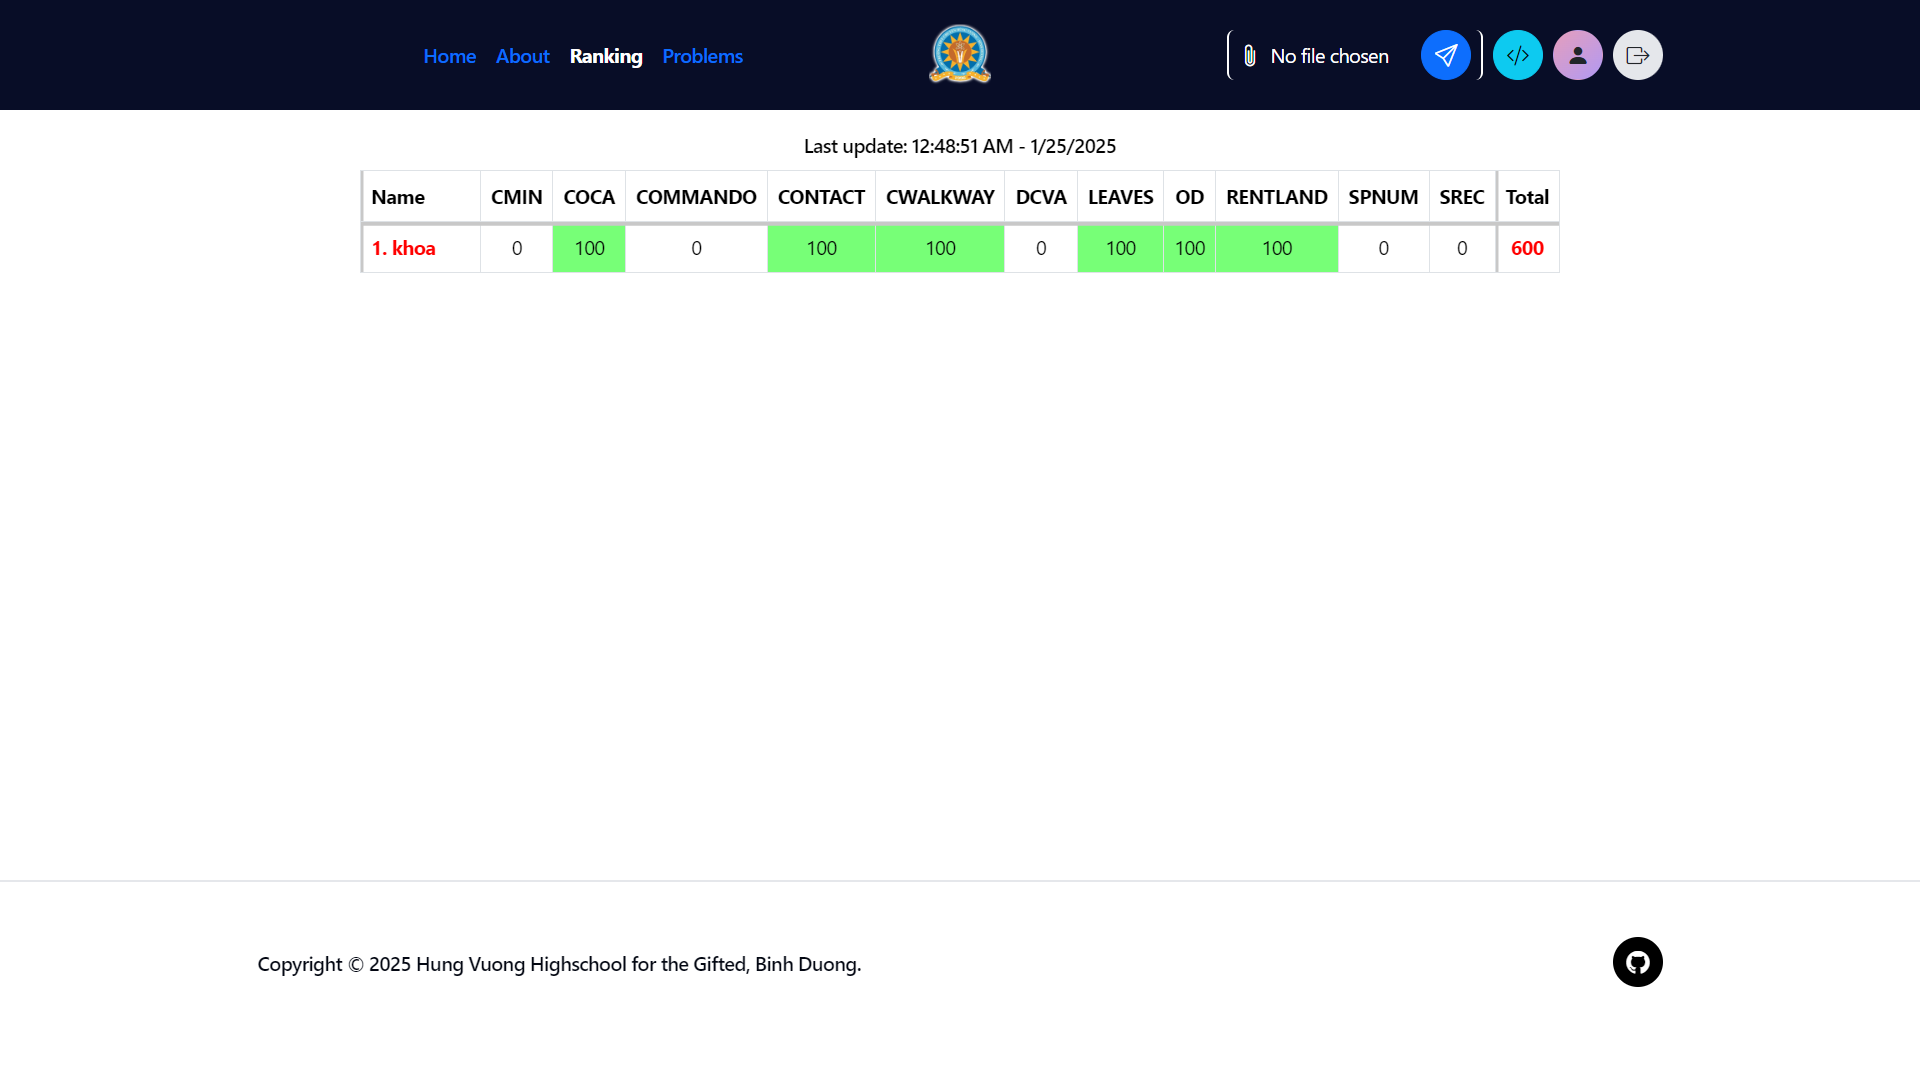 Home About Ranking Problems No file chosen
Last update: 12:48:51 AM - 1/25/2025
Name CMIN COCA COMMANDO CONTACT CWALKWAY DCVA LEAVES OD RENTLAND SPNUM SREC Total
1. khoa 0 100 0 100 100 0 100 100 100 0 0 600
Copyright © 2025 Hung Vuong Highschool for the Gifted, Binh Duong.